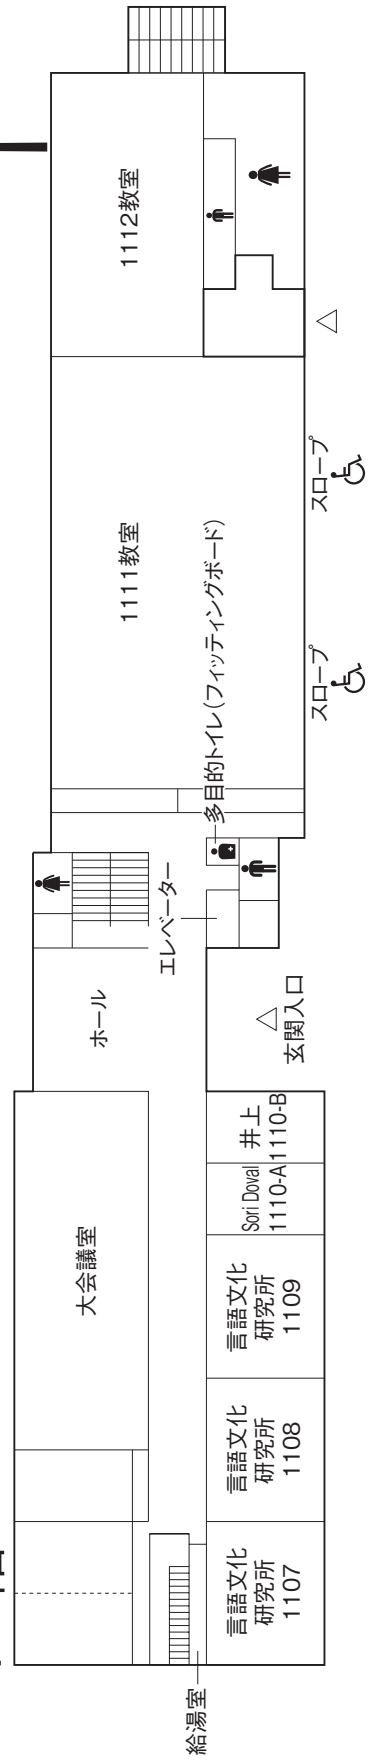 1112教室
1111教室
スロープ
スロープ
多目的トイレ（フィッティングボード）
エレベーター
ホール
玄関入口
大会議室
井上
1110-B
Sori Doval
1110-A
言語文化
研究所
1109
言語文化
研究所
1108
言語文化
研究所
1107
給湯室